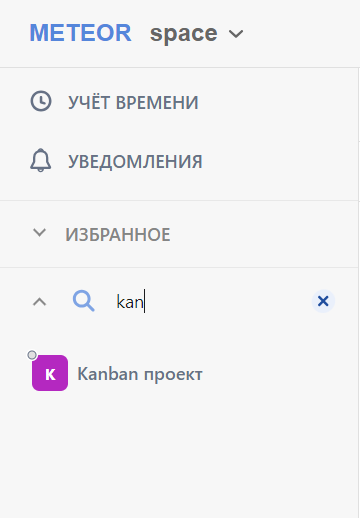 METEOR space
УЧЁТ ВРЕМЕНИ
УВЕДОМЛЕНИЯ
ИЗБРАННОЕ
kan
K Kanban проект